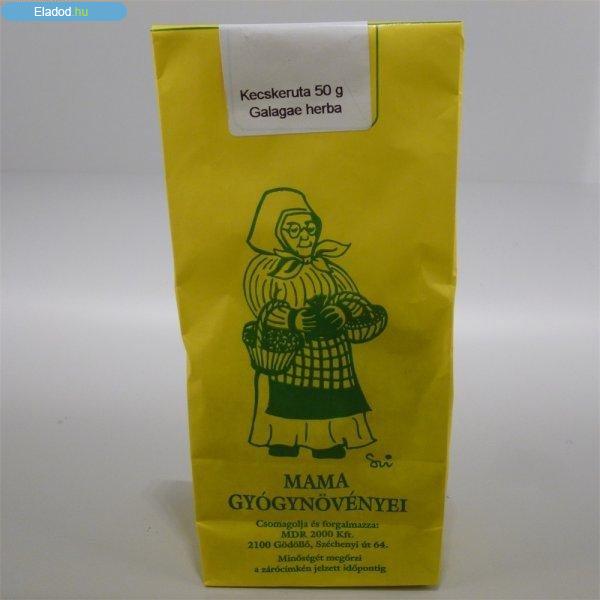 Eladod.hu
Kecskeruta 50 g
Galagae herba
MAMA
GYÓGYNÖVÉNYEI
Csomagolja és forgalmazza:
MDR 2000 Kft.
2100 Gödöllő, Széchenyi út 64.
Minőségét megőrzi
a zárócimkén jelzett időpontig